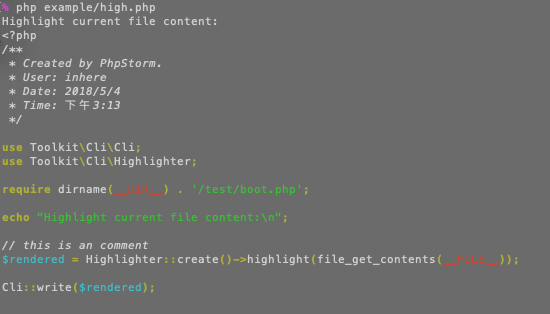 % php example/high.php
Highlight current file content:
<?php
/**
 * Created by PhpStorm.
 * User: inhere
 * Date: 2018/5/4
 * Time: 下午3:13
 */
use Toolkit\Cli\Cli;
use Toolkit\Cli\Highlighter;
require dirname(__DIR__) . '/test/boot.php';
echo "Highlight current file content:\n";
// this is an comment
$rendered = Highlighter::create()->highlight(file_get_contents(__FILE__));
Cli::write($rendered);